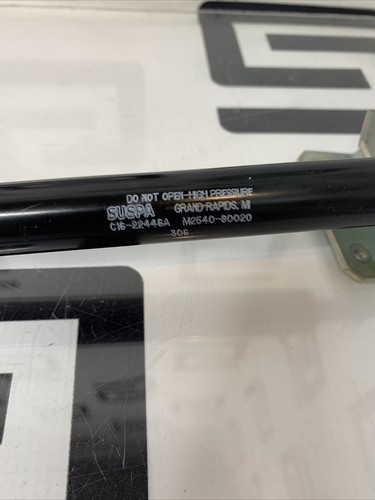 DO NOT OPEN-HIGH PRESSURE
SUSPA GRAND RAPIDS, MI
C16-22446A M2640-80020
306